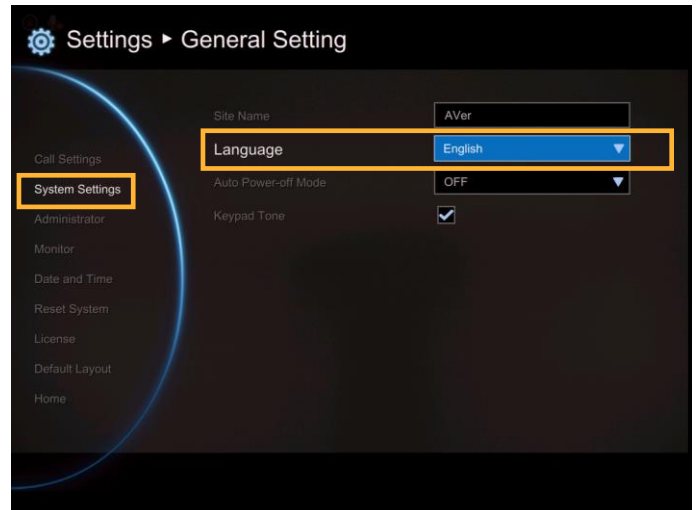 Settings ▸ General Setting
Site Name AVer
Language English
Call Settings
System Settings
Auto Power-off Mode OFF
Administrator
Keypad Tone
Monitor
Date and Time
Reset System
License
Default Layout
Home